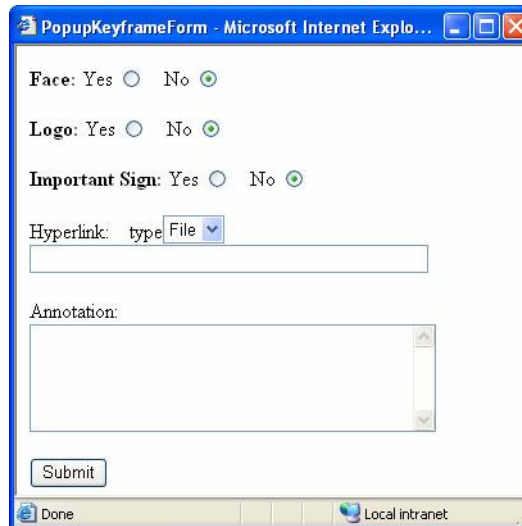 PopupKeyframeForm - Microsoft Internet Explo...
Face: Yes No
Logo: Yes No
Important Sign: Yes No
Hyperlink: type File
Annotation:
Submit
Done Local intranet